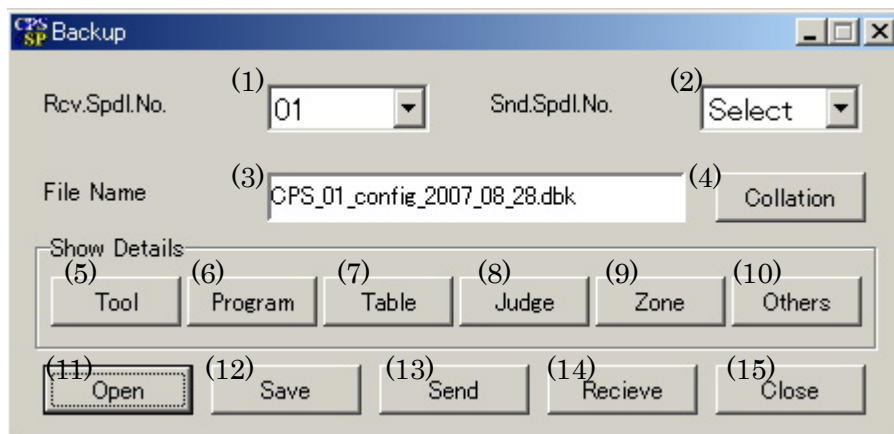 CPS SP Backup
(1) (2)
Rcv.Spdl.No. 01 Snd.Spdl.No. Select
(3) (4)
File Name CPS_01_config_2007_08_28.dbk Collation
Show Details
(5) (6) (7) (8) (9) (10)
Tool Program Table Judge Zone Others
(11) (12) (13) (14) (15)
Open Save Send Recieve Close